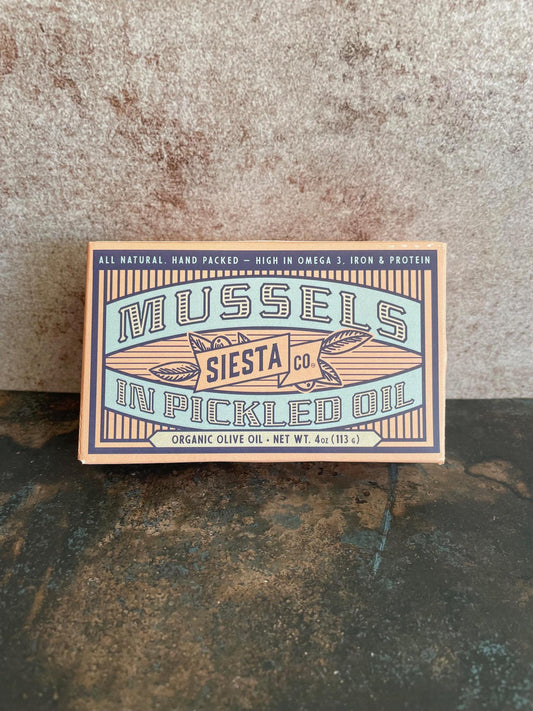 ALL NATURAL. HAND PACKED – HIGH IN OMEGA 3, IRON & PROTEIN
MUSSELS
SIESTA CO.
IN PICKLED OIL
ORGANIC OLIVE OIL • NET WT. 4oz (113 G)